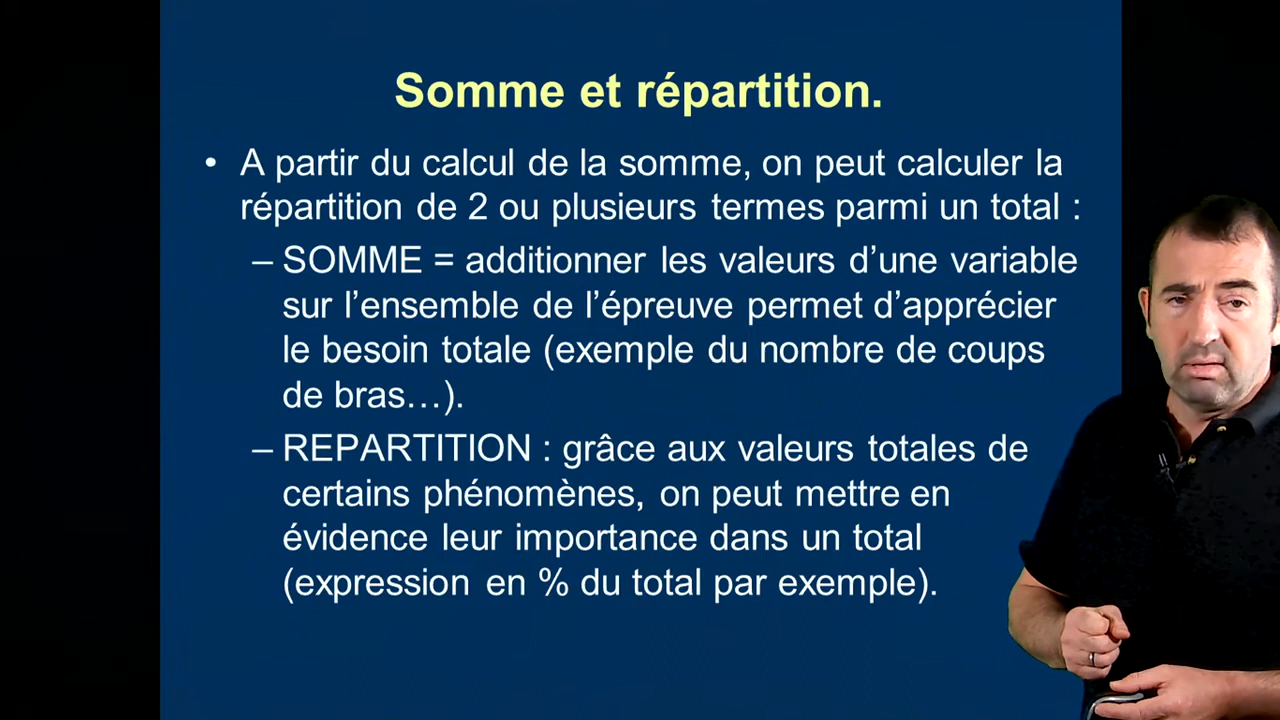 Somme et répartition.
• A partir du calcul de la somme, on peut calculer la
répartition de 2 ou plusieurs termes parmi un total :
– SOMME = additionner les valeurs d’une variable
sur l’ensemble de l’épreuve permet d’apprécier
le besoin totale (exemple du nombre de coups
de bras…).
– REPARTITION : grâce aux valeurs totales de
certains phénomènes, on peut mettre en
évidence leur importance dans un total
(expression en % du total par exemple).